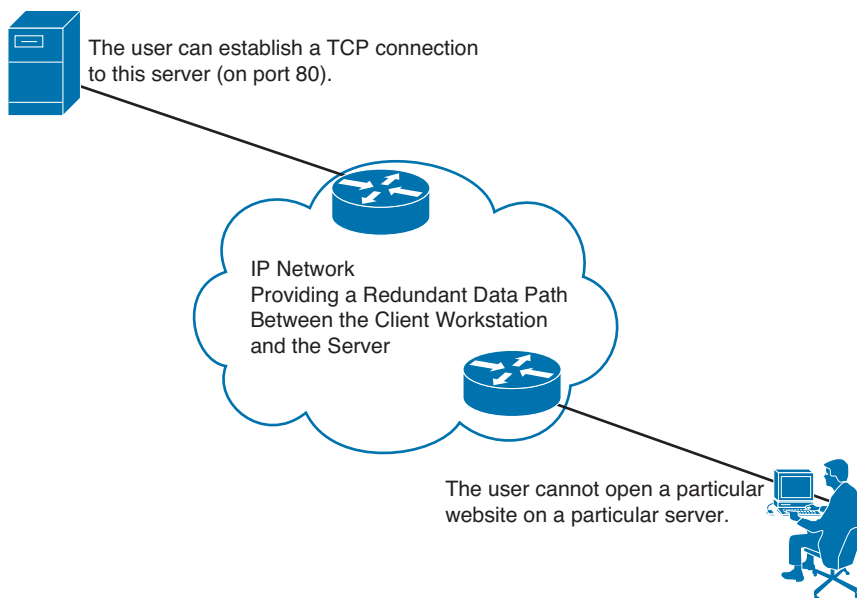 The user can establish a TCP connection
to this server (on port 80).
IP Network
Providing a Redundant Data Path
Between the Client Workstation
and the Server
The user cannot open a particular
website on a particular server.